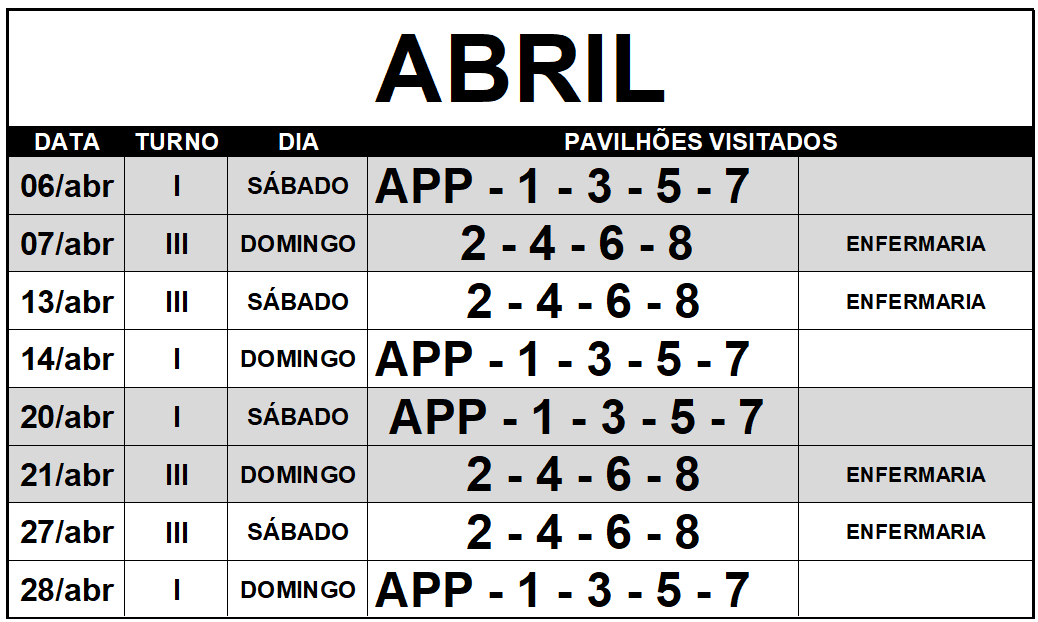 ABRIL
DATA TURNO DIA PAVILHÕES VISITADOS
06/abr I SÁBADO APP - 1 - 3 - 5 - 7
07/abr III DOMINGO 2 - 4 - 6 - 8 ENFERMARIA
13/abr III SÁBADO 2 - 4 - 6 - 8 ENFERMARIA
14/abr I DOMINGO APP - 1 - 3 - 5 - 7
20/abr I SÁBADO APP - 1 - 3 - 5 - 7
21/abr III DOMINGO 2 - 4 - 6 - 8 ENFERMARIA
27/abr III SÁBADO 2 - 4 - 6 - 8 ENFERMARIA
28/abr I DOMINGO APP - 1 - 3 - 5 - 7